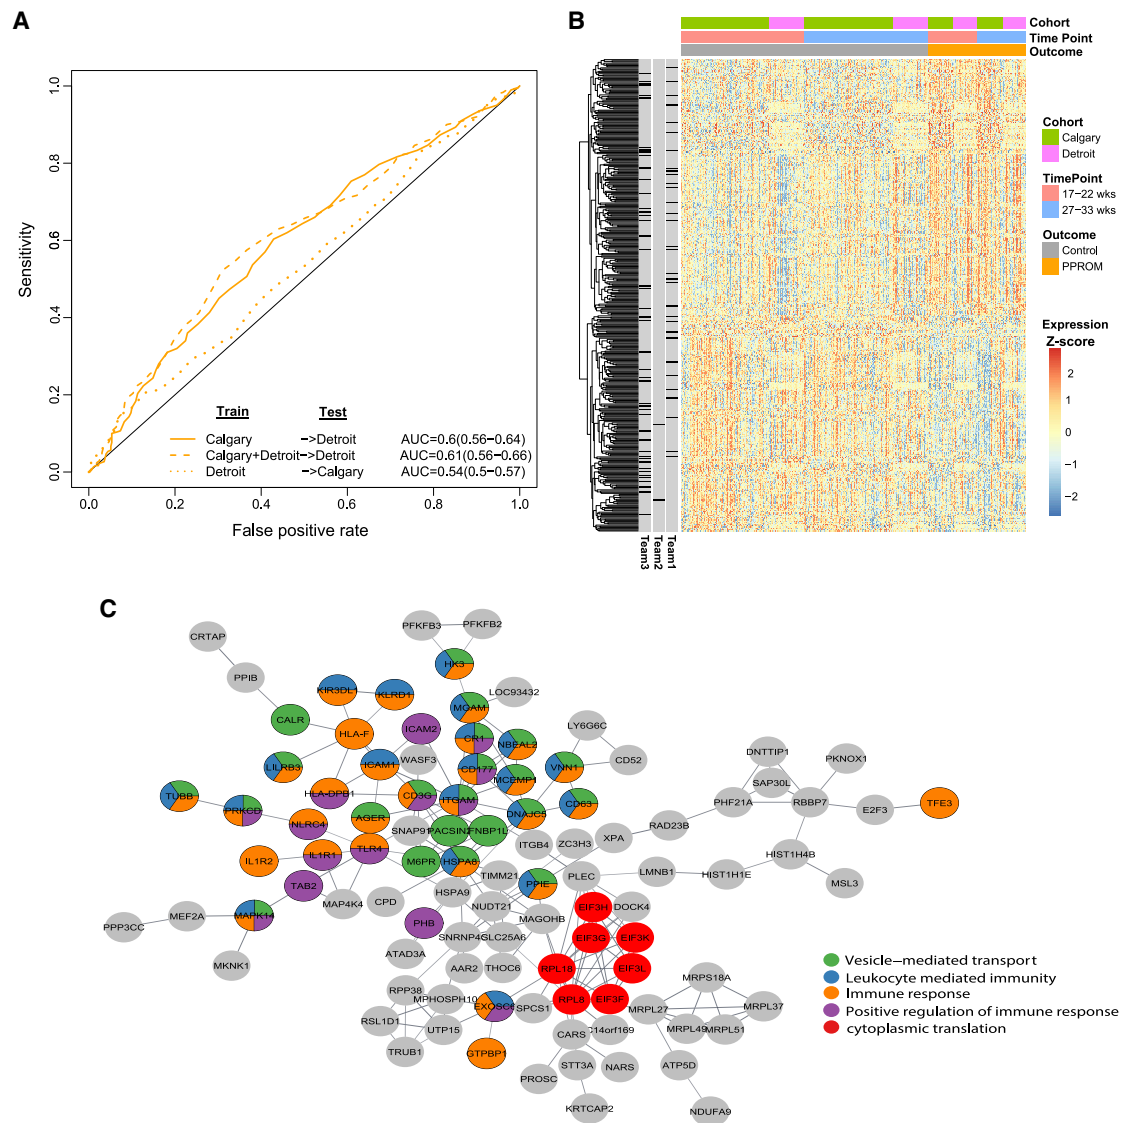 A
Sensitivity
0.0 0.2 0.4 0.6 0.8 1.0
Train Test
Calgary −>Detroit AUC=0.6(0.56−0.64)
Calgary+Detroit−>Detroit AUC=0.61(0.56−0.66)
Detroit −>Calgary AUC=0.54(0.5−0.57)
0.0 0.2 0.4 0.6 0.8 1.0
False positive rate
B
Cohort
Time Point
Outcome
Team3
Team2
Team1
Cohort
Calgary
Detroit
TimePoint
17−22 wks
27−33 wks
Outcome
Control
PPROM
Expression
Z−score
2
1
0
−1
−2
C
PFKFB3 PFKFB2
CRTAP
PPIB
HK3
KIR3DL1 KLRD1
MGAM LOC93432
CALR
HLA−F
ICAM2
CR1
NBEAL2
LY6G6C
WASF3
CD52
LILRB3
ICAM1
CD177
MCEMP1
VNN1
DNTTIP1
PKNOX1
SAP30L
TUBB
PRKCD
HLA−DPB1
CD3G
ITGAM
DNAJC5
CD63
PHF21A
RBBP7
E2F3
TFE3
NLRC4
AGER
SNAP91
PACSIN2
FNBP1L
RAD23B
XPA
ZC3H3
ITGB4
IL1R2
IL1R1
TLR4
M6PR
HSPA8
TIMM21
PLEC
LMNB1
HIST1H4B
HIST1H1E
MSL3
TAB2
MAP4K4
CPD
HSPA9
PPIE
NUDT21
MAGOHB
EIF3H
DOCK4
PPP3CC
MEF2A
MAPK14
PHB
SNRNP40
SLC25A6
EIF3G
EIF3K
MKNK1
ATAD3A
AAR2
THOC6
RPL18
EIF3L
RPP38
MPHOSPH10
EXOSC6
SPCS1
RPL8
EIF3F
MRPS18A
MRPL27
MRPL37
RSL1D1
UTP15
CARS
C14orf169
MRPL49
MRPL51
TRUB1
GTPBP1
STT3A
NARS
ATP5D
PROSC
KRTCAP2
NDUFA9
Vesicle−mediated transport
Leukocyte mediated immunity
Immune response
Positive regulation of immune response
cytoplasmic translation